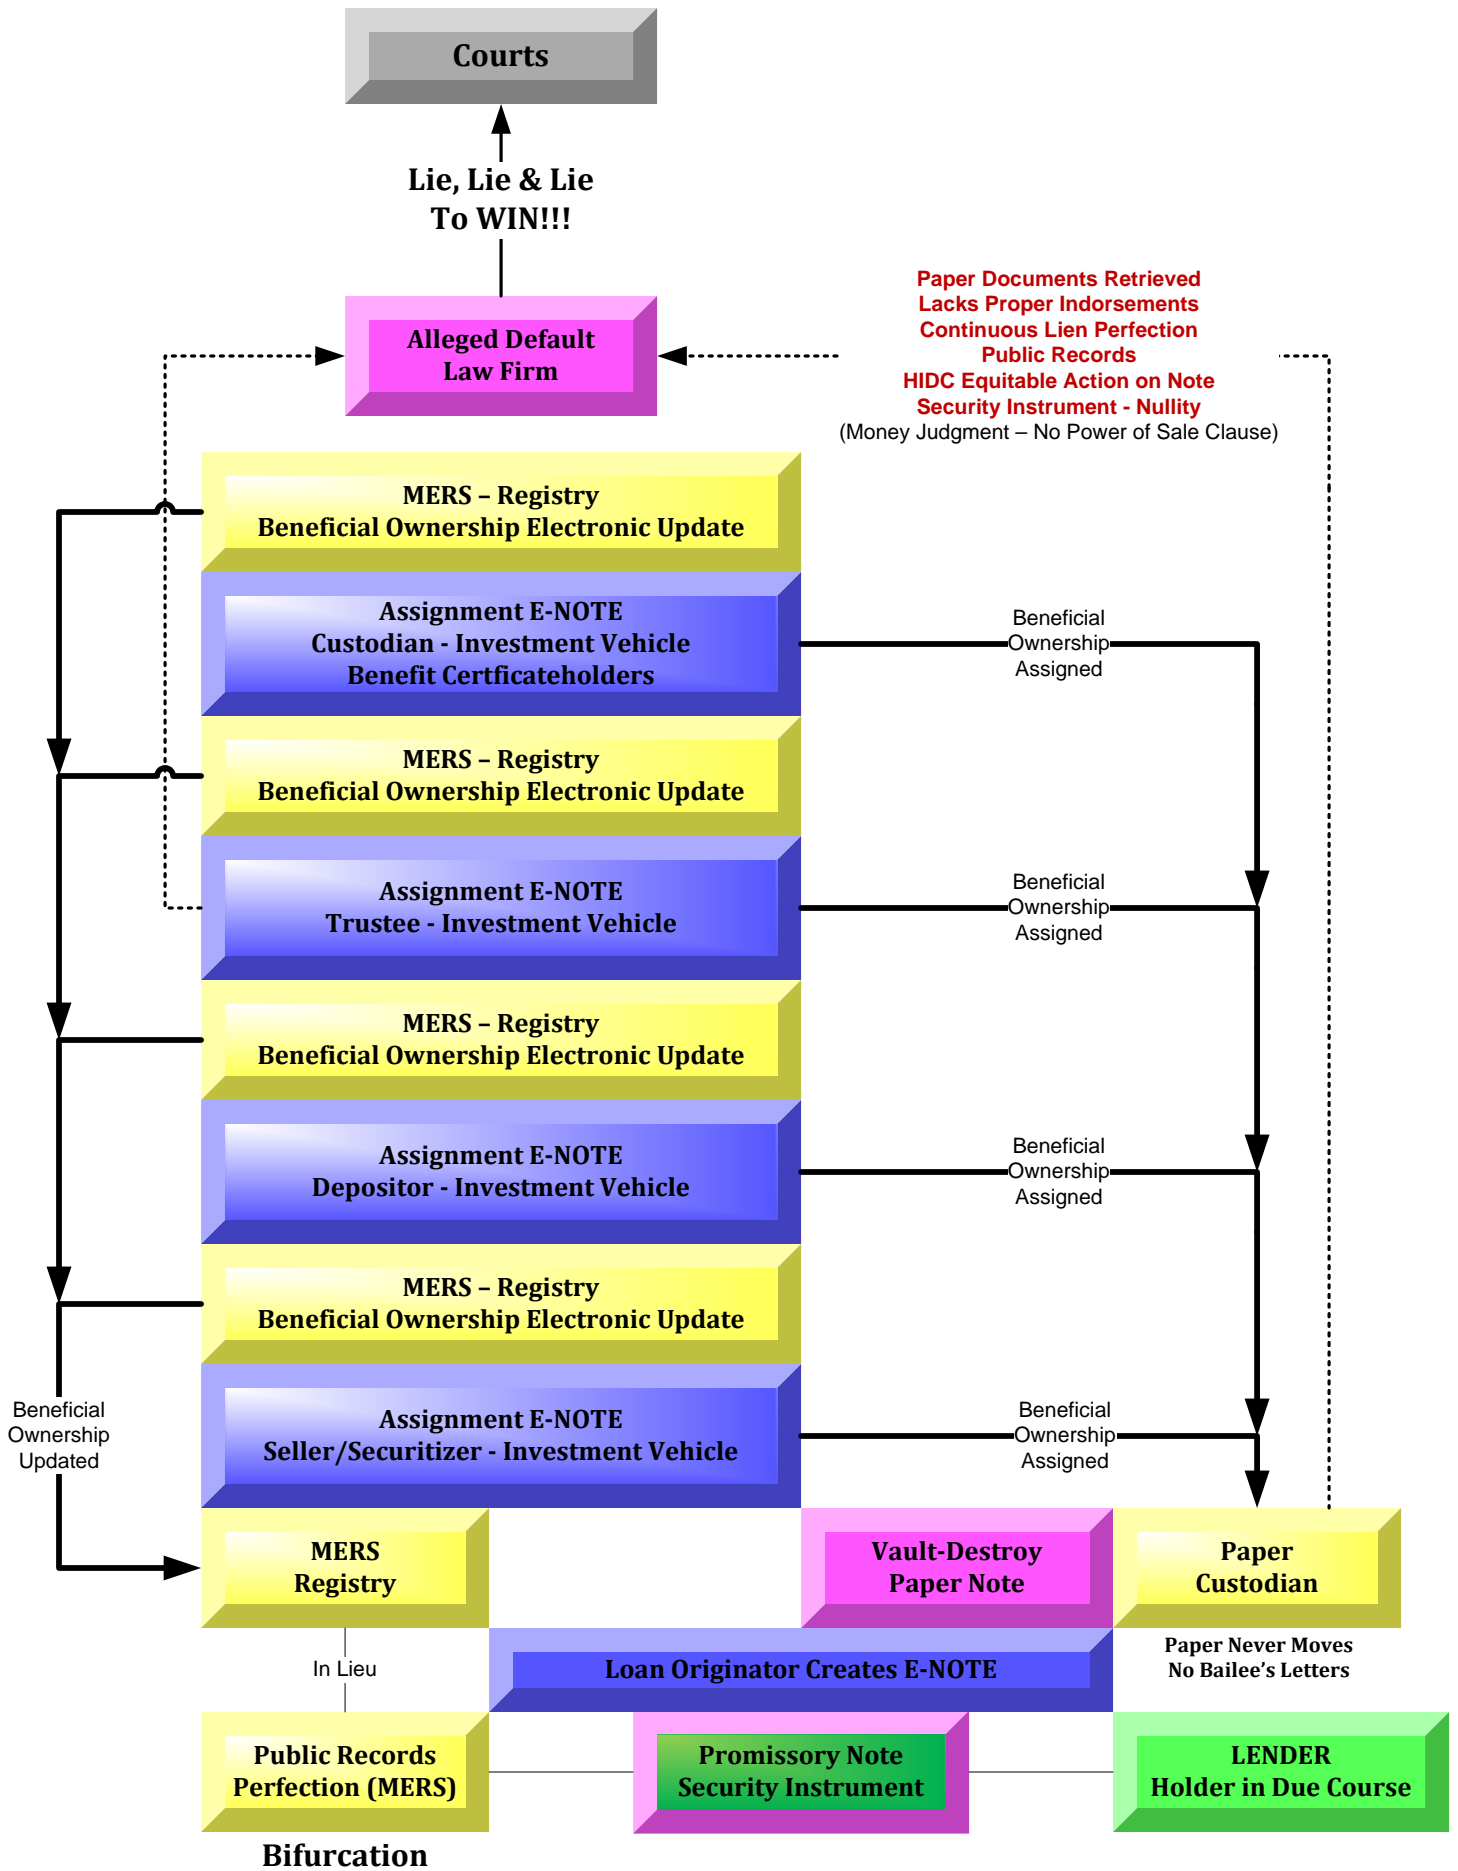 Courts
Lie, Lie & Lie
To WIN!!!
Alleged Default
Law Firm
Paper Documents Retrieved
Lacks Proper Indorsements
Continuous Lien Perfection
Public Records
HIDC Equitable Action on Note
Security Instrument - Nullity
(Money Judgment – No Power of Sale Clause)
MERS – Registry
Beneficial Ownership Electronic Update
Assignment E-NOTE
Custodian - Investment Vehicle
Benefit Certficateholders
Beneficial
Ownership
Assigned
MERS – Registry
Beneficial Ownership Electronic Update
Assignment E-NOTE
Trustee - Investment Vehicle
Beneficial
Ownership
Assigned
MERS – Registry
Beneficial Ownership Electronic Update
Assignment E-NOTE
Depositor - Investment Vehicle
Beneficial
Ownership
Assigned
MERS – Registry
Beneficial Ownership Electronic Update
Beneficial
Ownership
Updated
Assignment E-NOTE
Seller/Securitizer - Investment Vehicle
Beneficial
Ownership
Assigned
MERS
Registry
Vault-Destroy
Paper Note
Paper
Custodian
In Lieu
Loan Originator Creates E-NOTE
Paper Never Moves
No Bailee’s Letters
Public Records
Perfection (MERS)
Promissory Note
Security Instrument
LENDER
Holder in Due Course
Bifurcation